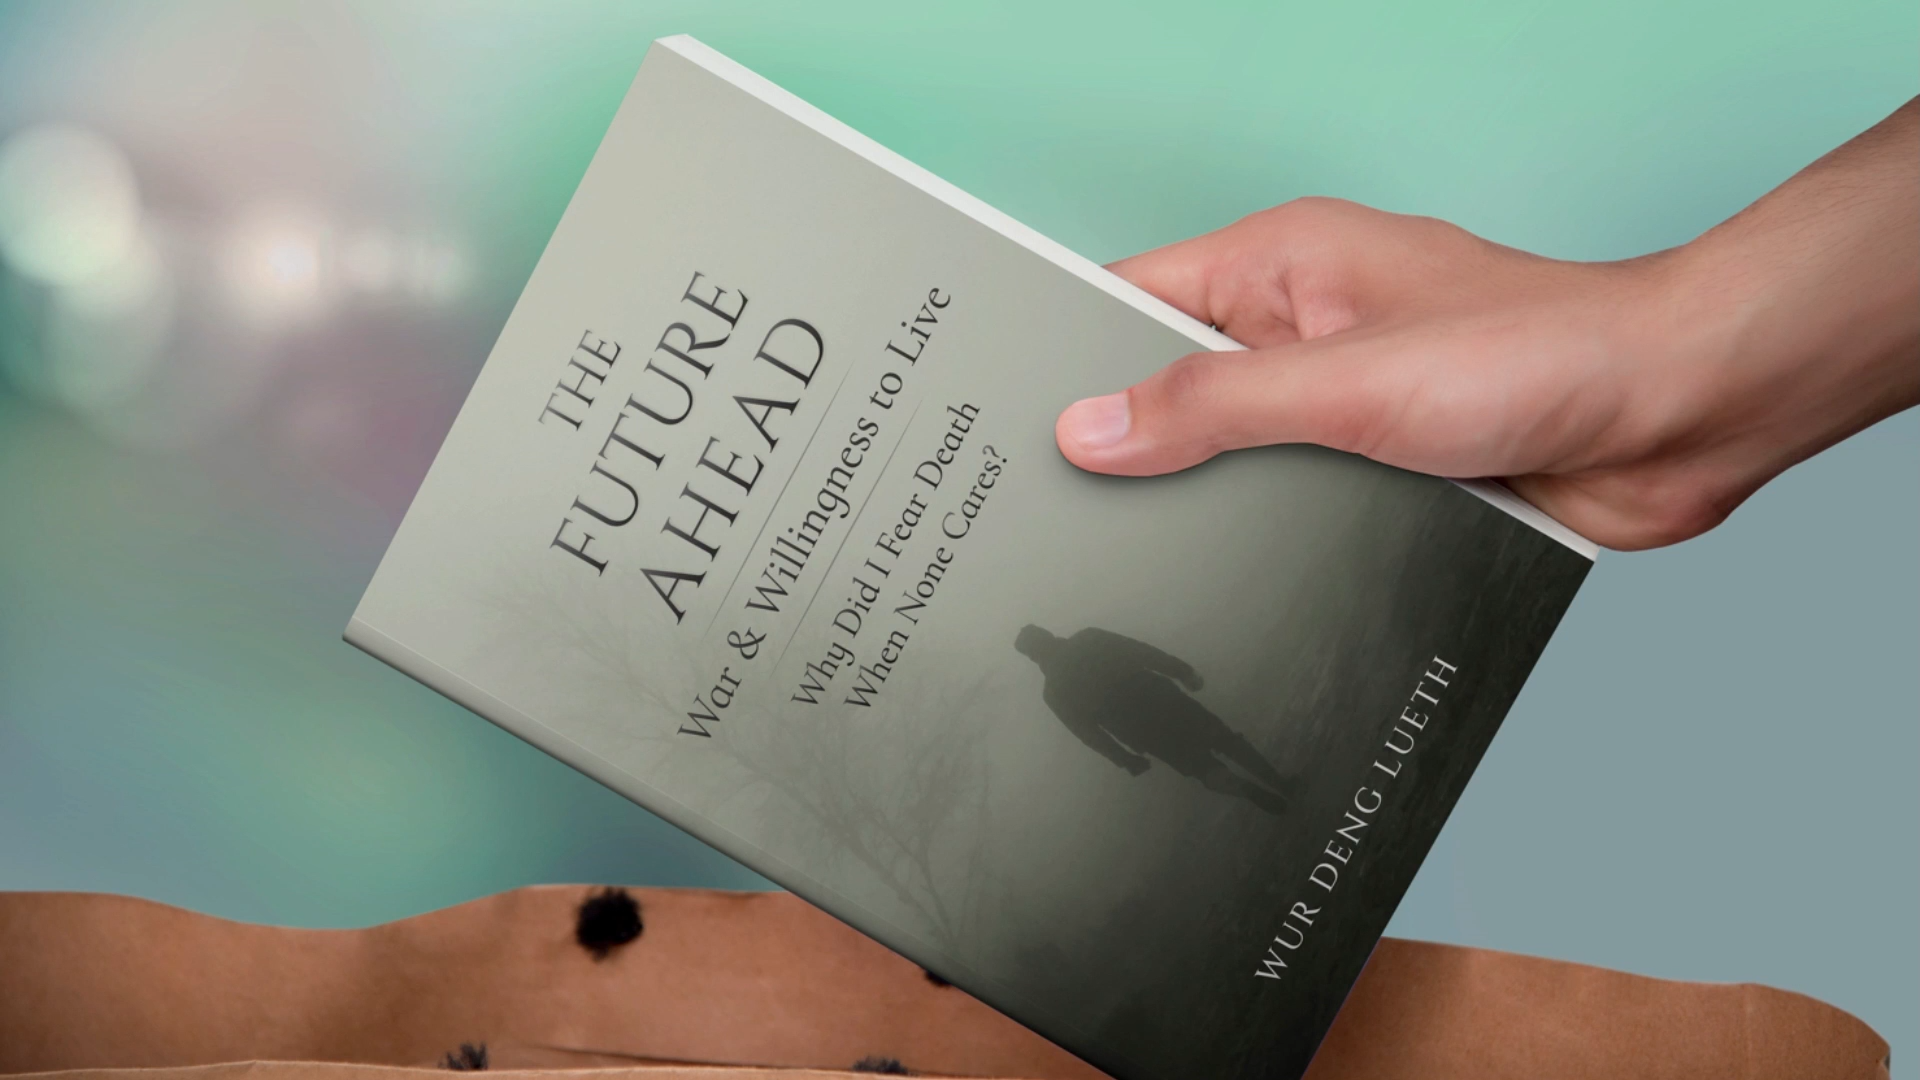 THE
FUTURE
AHEAD
War & Willingness to Live
Why Did I Fear Death
When None Cares?
WUR DENG LUETH